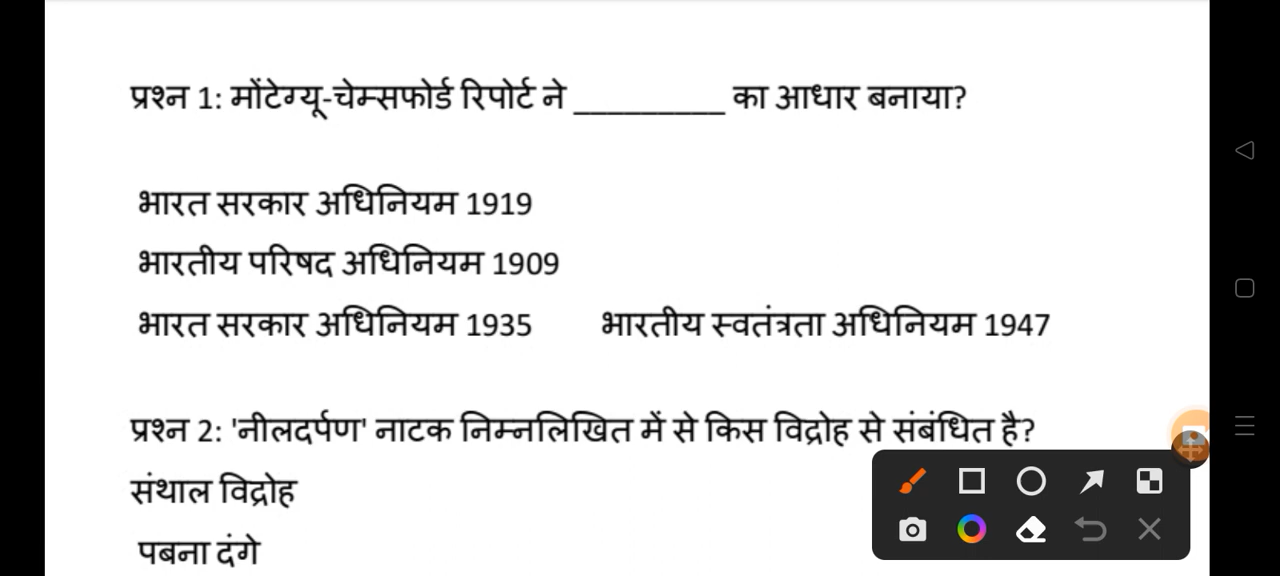 प्रश्न 1: मोंटेग्यू-चेम्सफोर्ड रिपोर्ट ने _________ का आधार बनाया?
भारत सरकार अधिनियम 1919
भारतीय परिषद अधिनियम 1909
भारत सरकार अधिनियम 1935 भारतीय स्वतंत्रता अधिनियम 1947
प्रश्न 2: 'नीलदर्पण' नाटक निम्नलिखित में से किस विद्रोह से संबंधित है?
संथाल विद्रोह
पबना दंगे